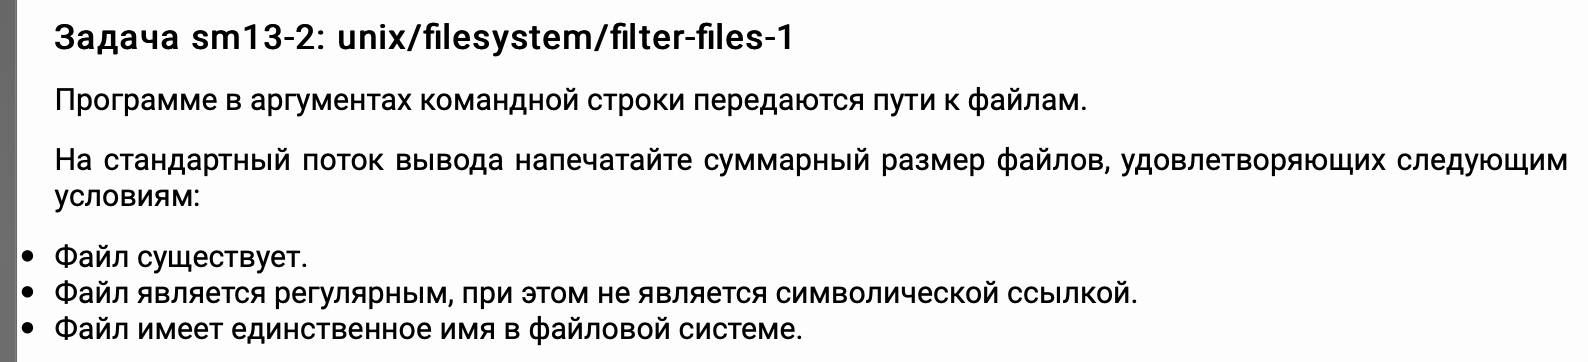 Задача sm13-2: unix/filesystem/filter-files-1
Программе в аргументах командной строки передаются пути к файлам.
На стандартный поток вывода напечатайте суммарный размер файлов, удовлетворяющих следующим
условиям:
• Файл существует.
• Файл является регулярным, при этом не является символической ссылкой.
• Файл имеет единственное имя в файловой системе.